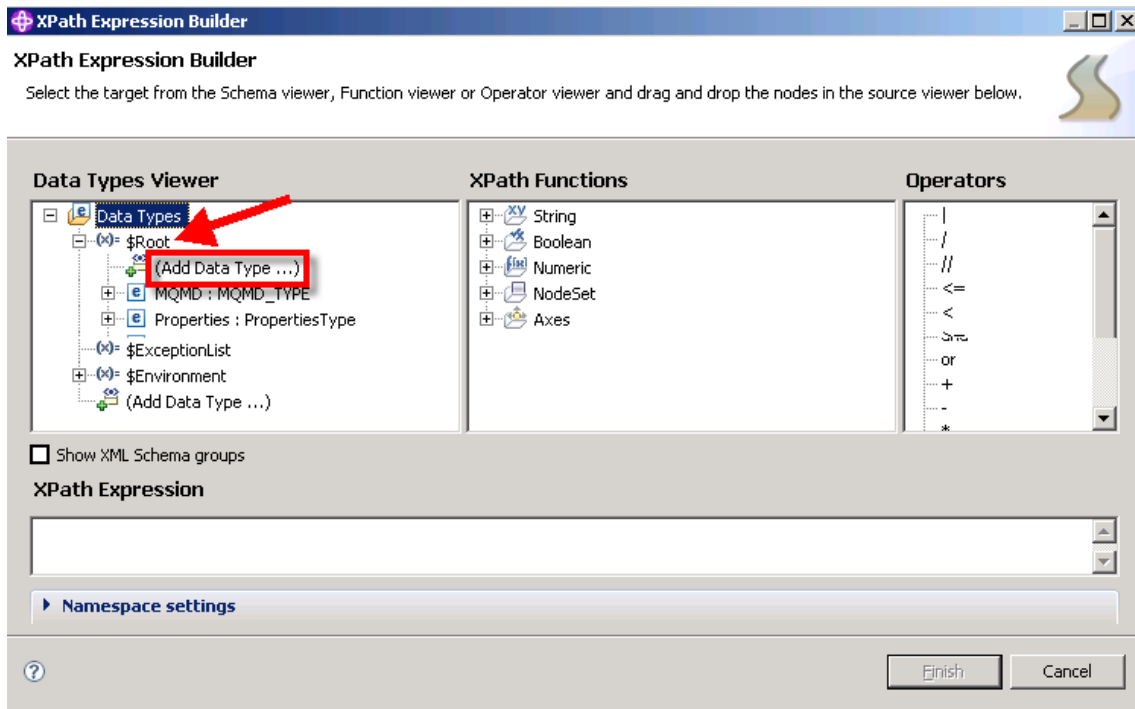 XPath Expression Builder
XPath Expression Builder
Select the target from the Schema viewer, Function viewer or Operator viewer and drag and drop the nodes in the source viewer below.
Data Types Viewer
Data Types
(x)= $Root
(Add Data Type ...)
MQMD : MQMD_TYPE
Properties : PropertiesType
(x)= $ExceptionList
(x)= $Environment
(Add Data Type ...)
XPath Functions
String
Boolean
Numeric
NodeSet
Axes
Operators
|
/
//
<=
<
or
+
-
*
Show XML Schema groups
XPath Expression
Namespace settings
Finish
Cancel